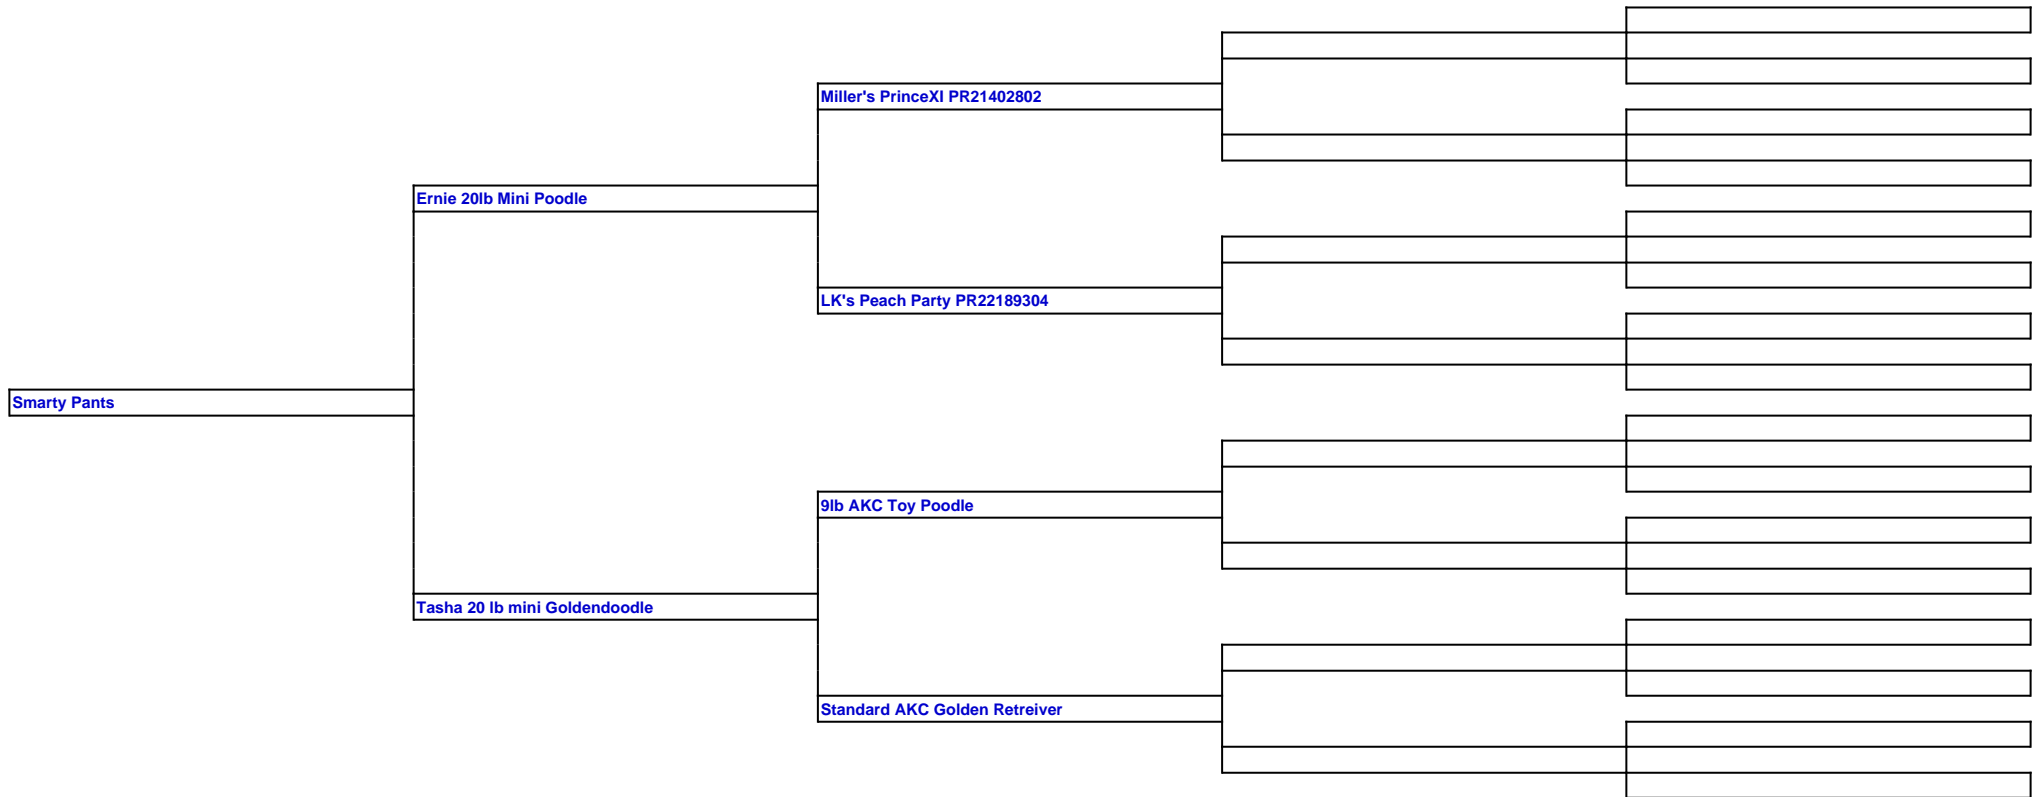 Miller's PrinceXI PR21402802
Ernie 20lb Mini Poodle
LK's Peach Party PR22189304
Smarty Pants
9lb AKC Toy Poodle
Tasha 20 lb mini Goldendoodle
Standard AKC Golden Retreiver